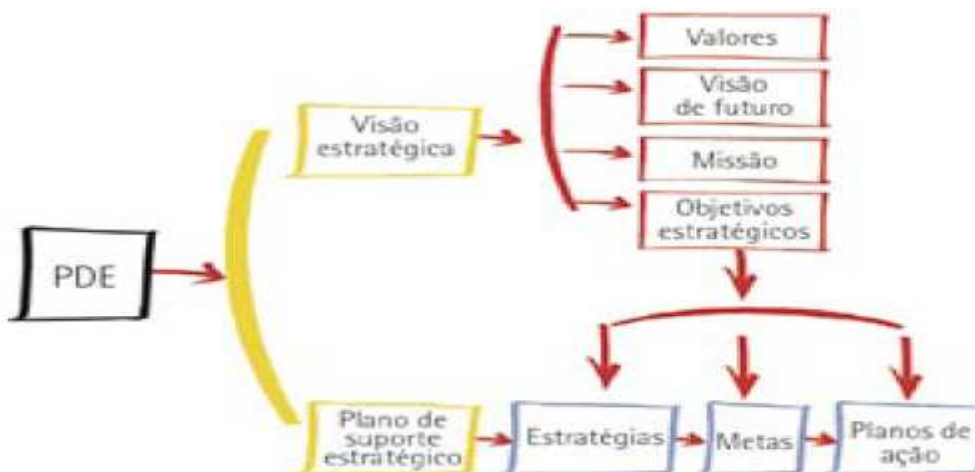 Valores
Visão
de futuro
Visão
estratégica
Missão
Objetivos
estratégicos
PDE
Plano de
suporte
estratégico
Estratégias
Metas
Planos de
ação